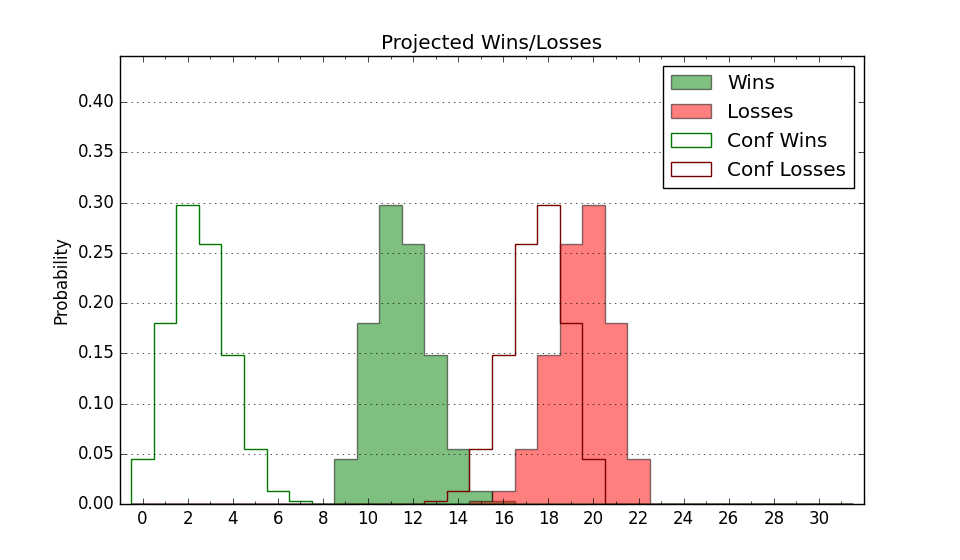 Projected Wins/Losses
Wins
Losses
Conf Wins
Conf Losses
Probability
0.40
0.35
0.30
0.25
0.20
0.15
0.10
0.05
0.00
0 2 4 6 8 10 12 14 16 18 20 22 24 26 28 30